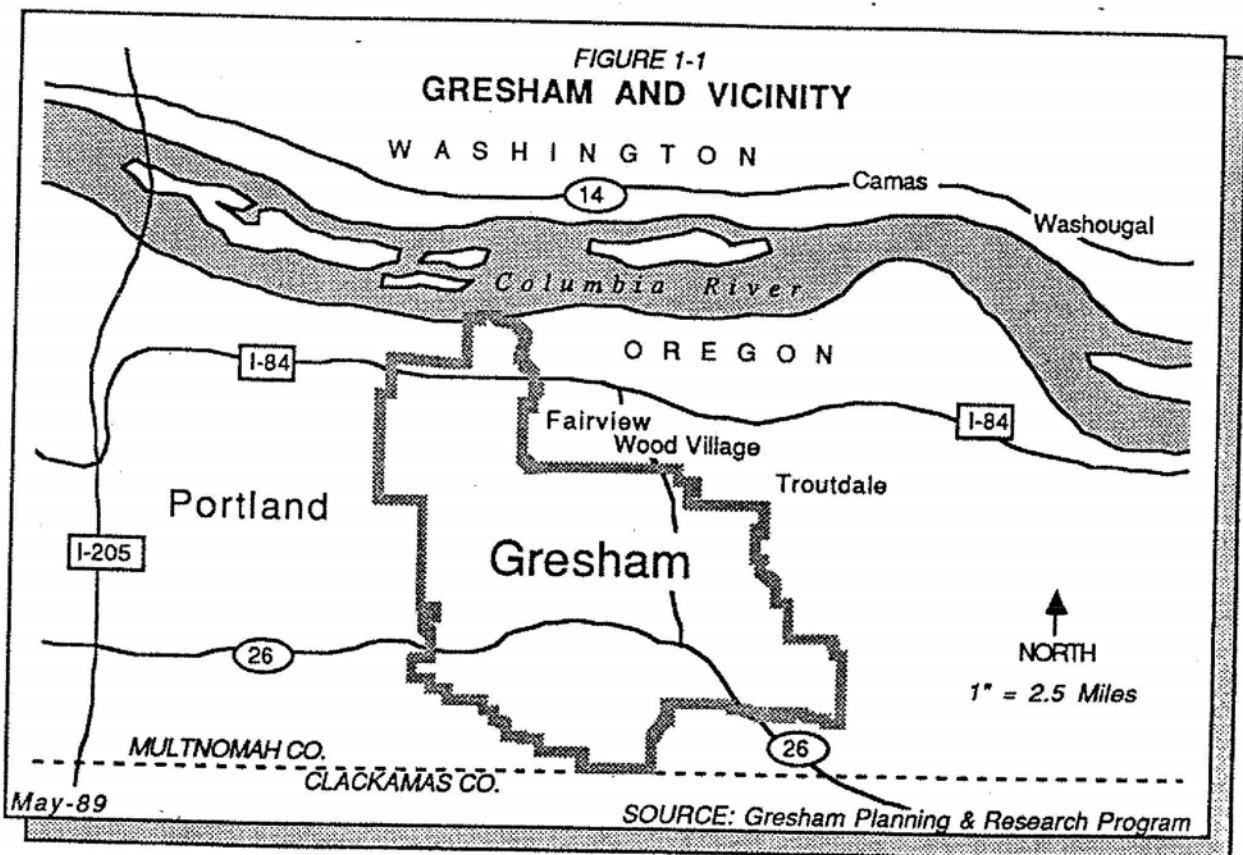 FIGURE 1-1
GRESHAM AND VICINITY
WASHINGTON
14
Camas
Washougal
Columbia River
OREGON
I-84
I-84
Fairview
Wood Village
Troutdale
Portland
I-205
Gresham
26
NORTH
1" = 2.5 Miles
26
MULTNOMAH CO.
CLACKAMAS CO.
May-89
SOURCE: Gresham Planning & Research Program